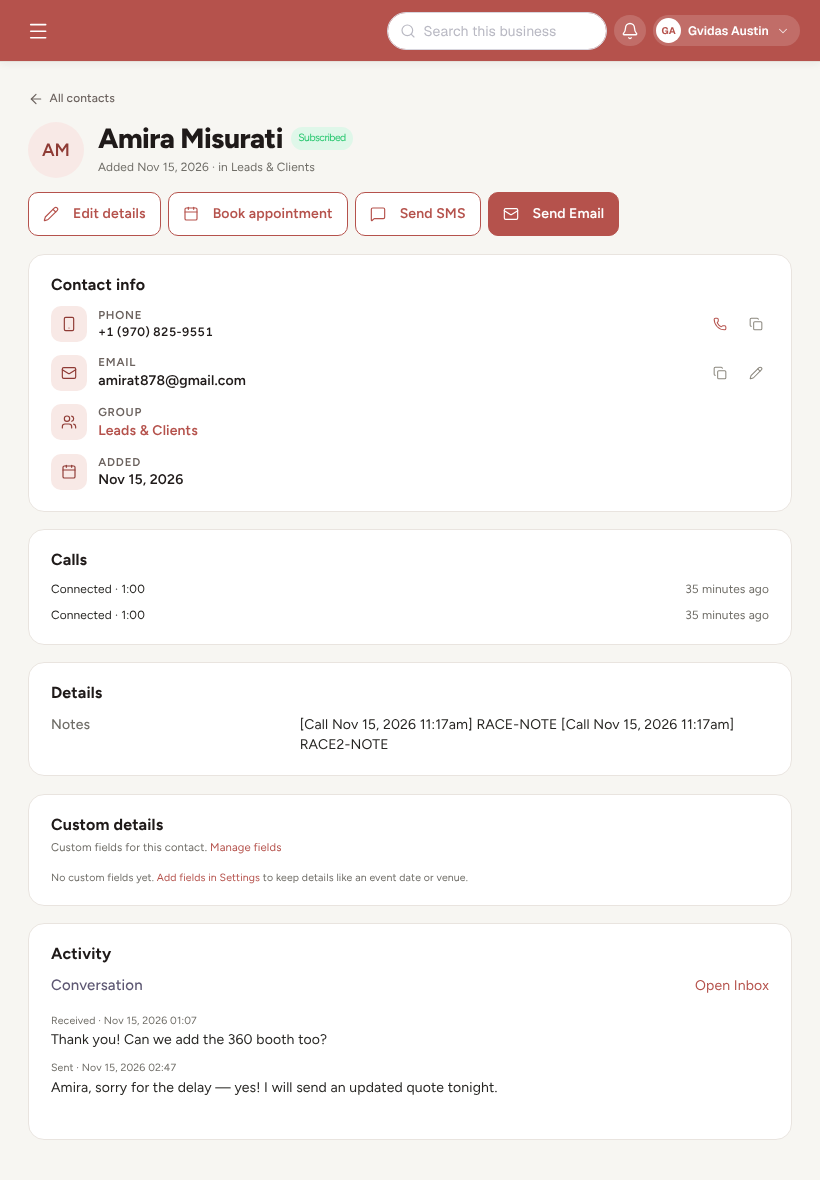 Search this business
GA
Gvidas Austin
All contacts
AM
Amira Misurati
Subscribed
Added Nov 15, 2026 · in Leads & Clients
Edit details
Book appointment
Send SMS
Send Email
Contact info
PHONE
+1 (970) 825-9551
EMAIL
amirat878@gmail.com
GROUP
Leads & Clients
ADDED
Nov 15, 2026
Calls
Connected · 1:00
35 minutes ago
Connected · 1:00
35 minutes ago
Details
Notes
[Call Nov 15, 2026 11:17am] RACE-NOTE [Call Nov 15, 2026 11:17am]
RACE2-NOTE
Custom details
Custom fields for this contact. Manage fields
No custom fields yet. Add fields in Settings to keep details like an event date or venue.
Activity
Conversation
Open Inbox
Received · Nov 15, 2026 01:07
Thank you! Can we add the 360 booth too?
Sent · Nov 15, 2026 02:47
Amira, sorry for the delay — yes! I will send an updated quote tonight.